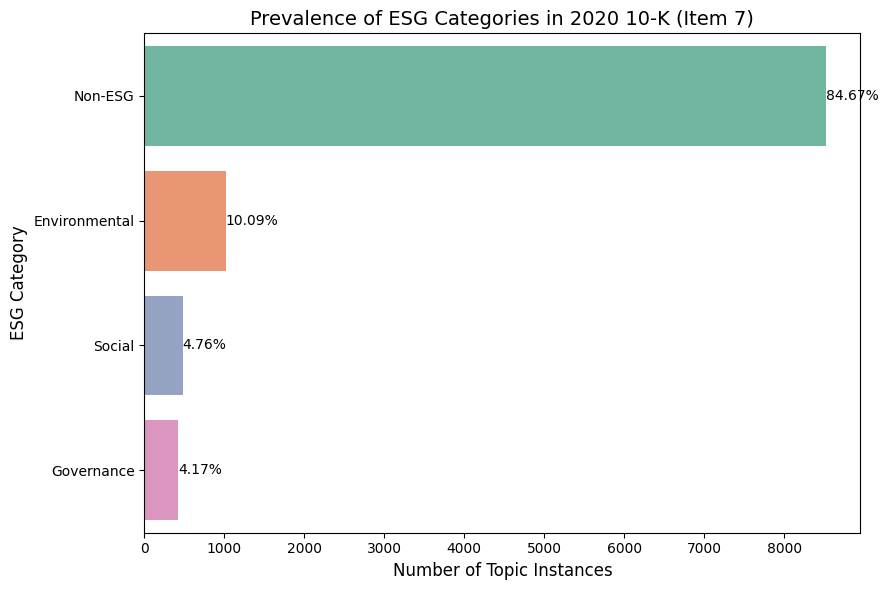 Prevalence of ESG Categories in 2020 10-K (Item 7)
ESG Category
Non-ESG
84.67%
Environmental
10.09%
Social
4.76%
Governance
4.17%
0 1000 2000 3000 4000 5000 6000 7000 8000
Number of Topic Instances